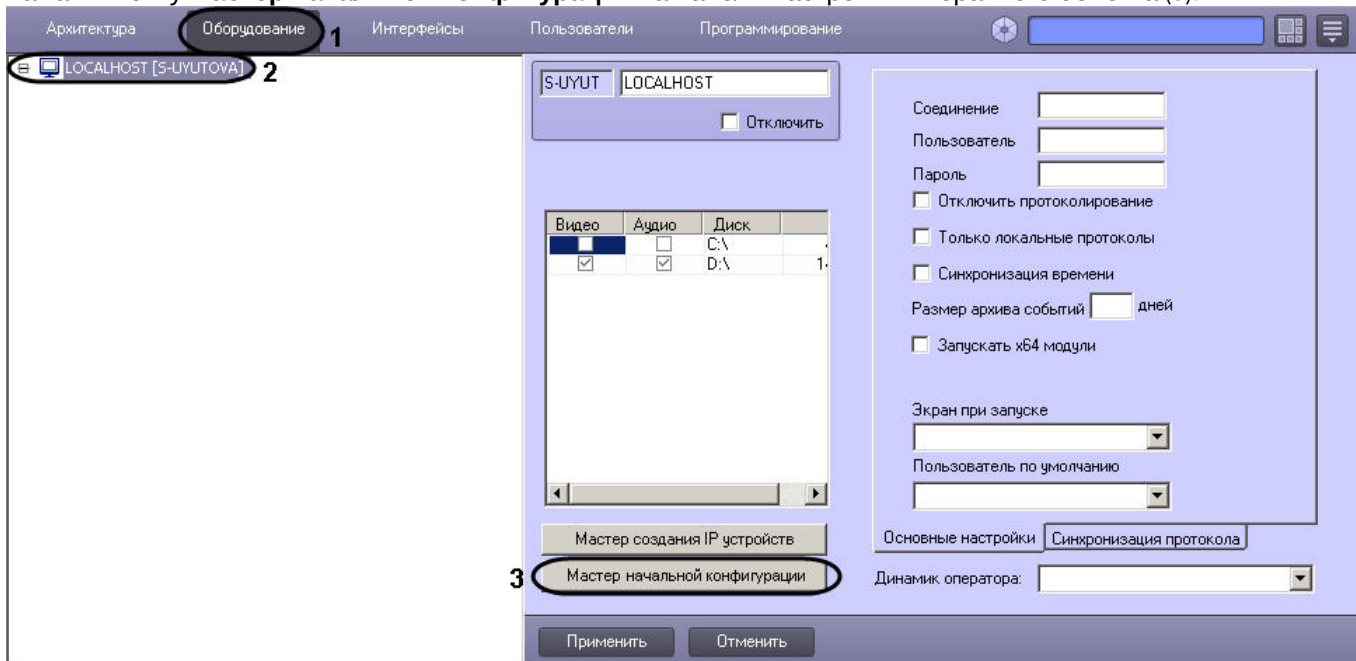 Архитектура Оборудование 1 Интерфейсы Пользователи Программирование
LOCALHOST [S-UYUTOVA] 2
S-UYUT LOCALHOST
Отключить
Видео Аудио Диск
C:\
D:\
Мастер создания IP устройств
3 Мастер начальной конфигурации
Соединение
Пользователь
Пароль
Отключить протоколирование
Только локальные протоколы
Синхронизация времени
Размер архива событий дней
Запускать x64 модули
Экран при запуске
Пользователь по умолчанию
Основные настройки Синхронизация протокола
Динамик оператора:
Применить Отменить